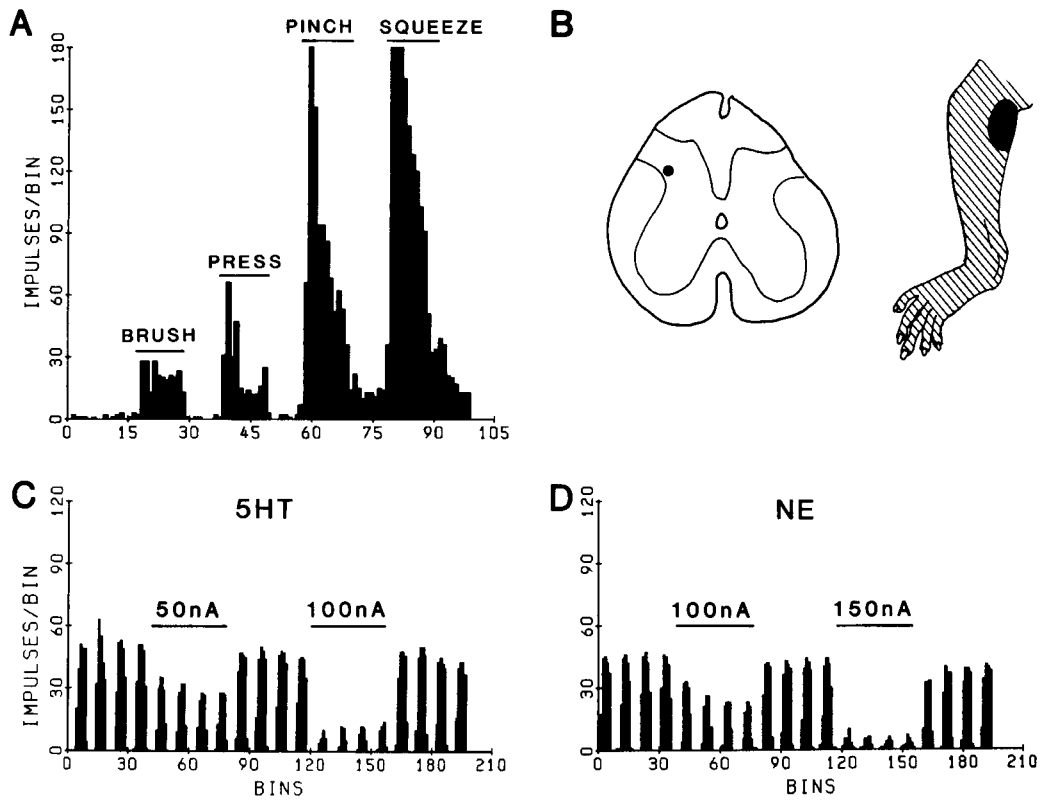 A
PINCH SQUEEZE
PRESS
BRUSH
IMPULSES/BIN
180
150
120
90
60
30
0
0 15 30 45 60 75 90 105
B
C
5HT
50nA 100nA
IMPULSES/BIN
120
90
60
30
0
0 30 60 90 120 150 180 210
BINS
D
NE
100nA 150nA
120
90
60
30
0
0 30 60 90 120 150 180 210
BINS